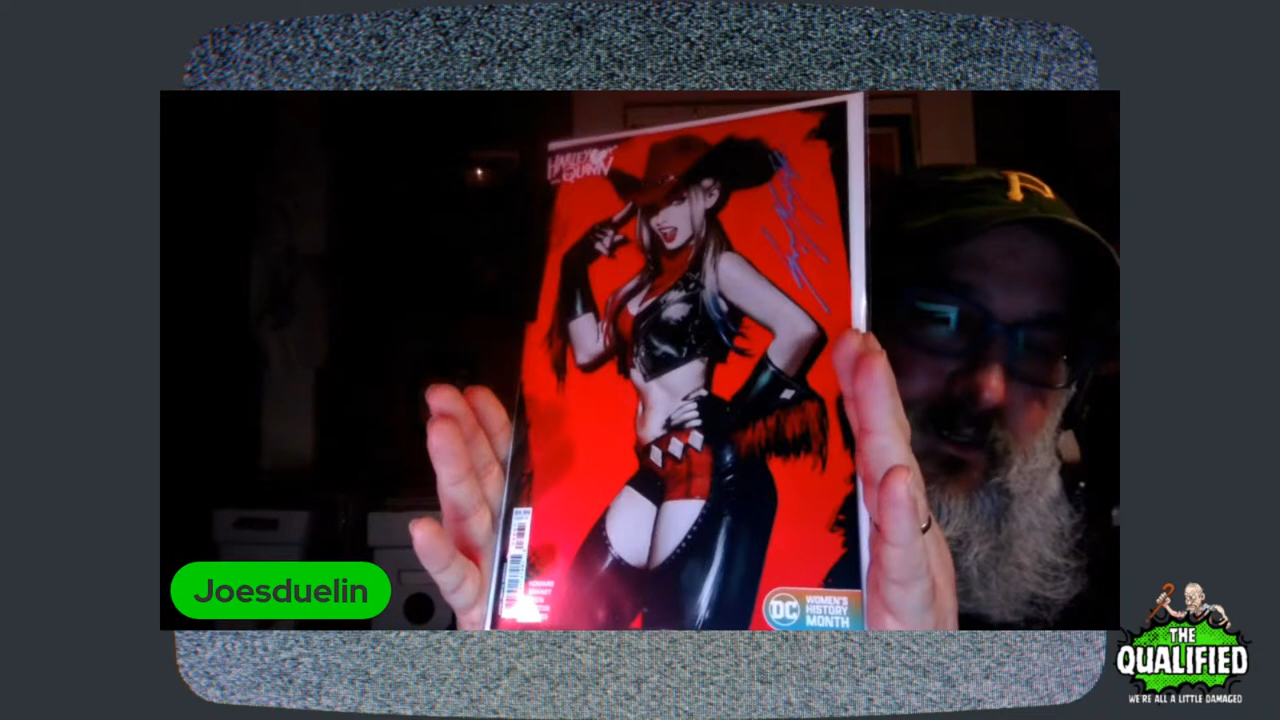 HARLEY
QUINN
P
DC
WOMEN'S
HISTORY
MONTH
Joesduelin
THE
QUALIFIED
WE'RE ALL A LITTLE DAMAGED